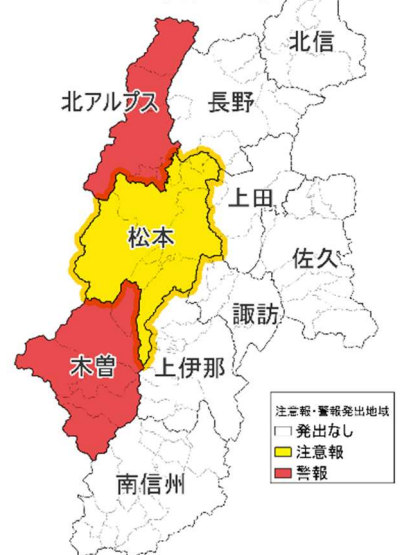 北信
北アルプス
長野
上田
松本
佐久
諏訪
木曽
上伊那
南信州
注意報・警報発出地域
発出なし
注意報
警報